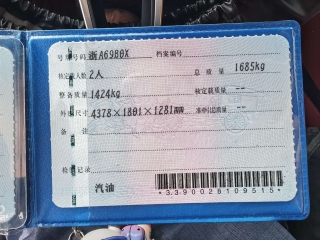 号牌号码 浙A6980X 档案编号
核定载人数 2人 总质量 1685kg
整备质量 1424kg 核定载质量 --
外廓尺寸 4378×1801×1281mm 准牵引总质量 --
备注
检验记录
汽油
*3390028109515*